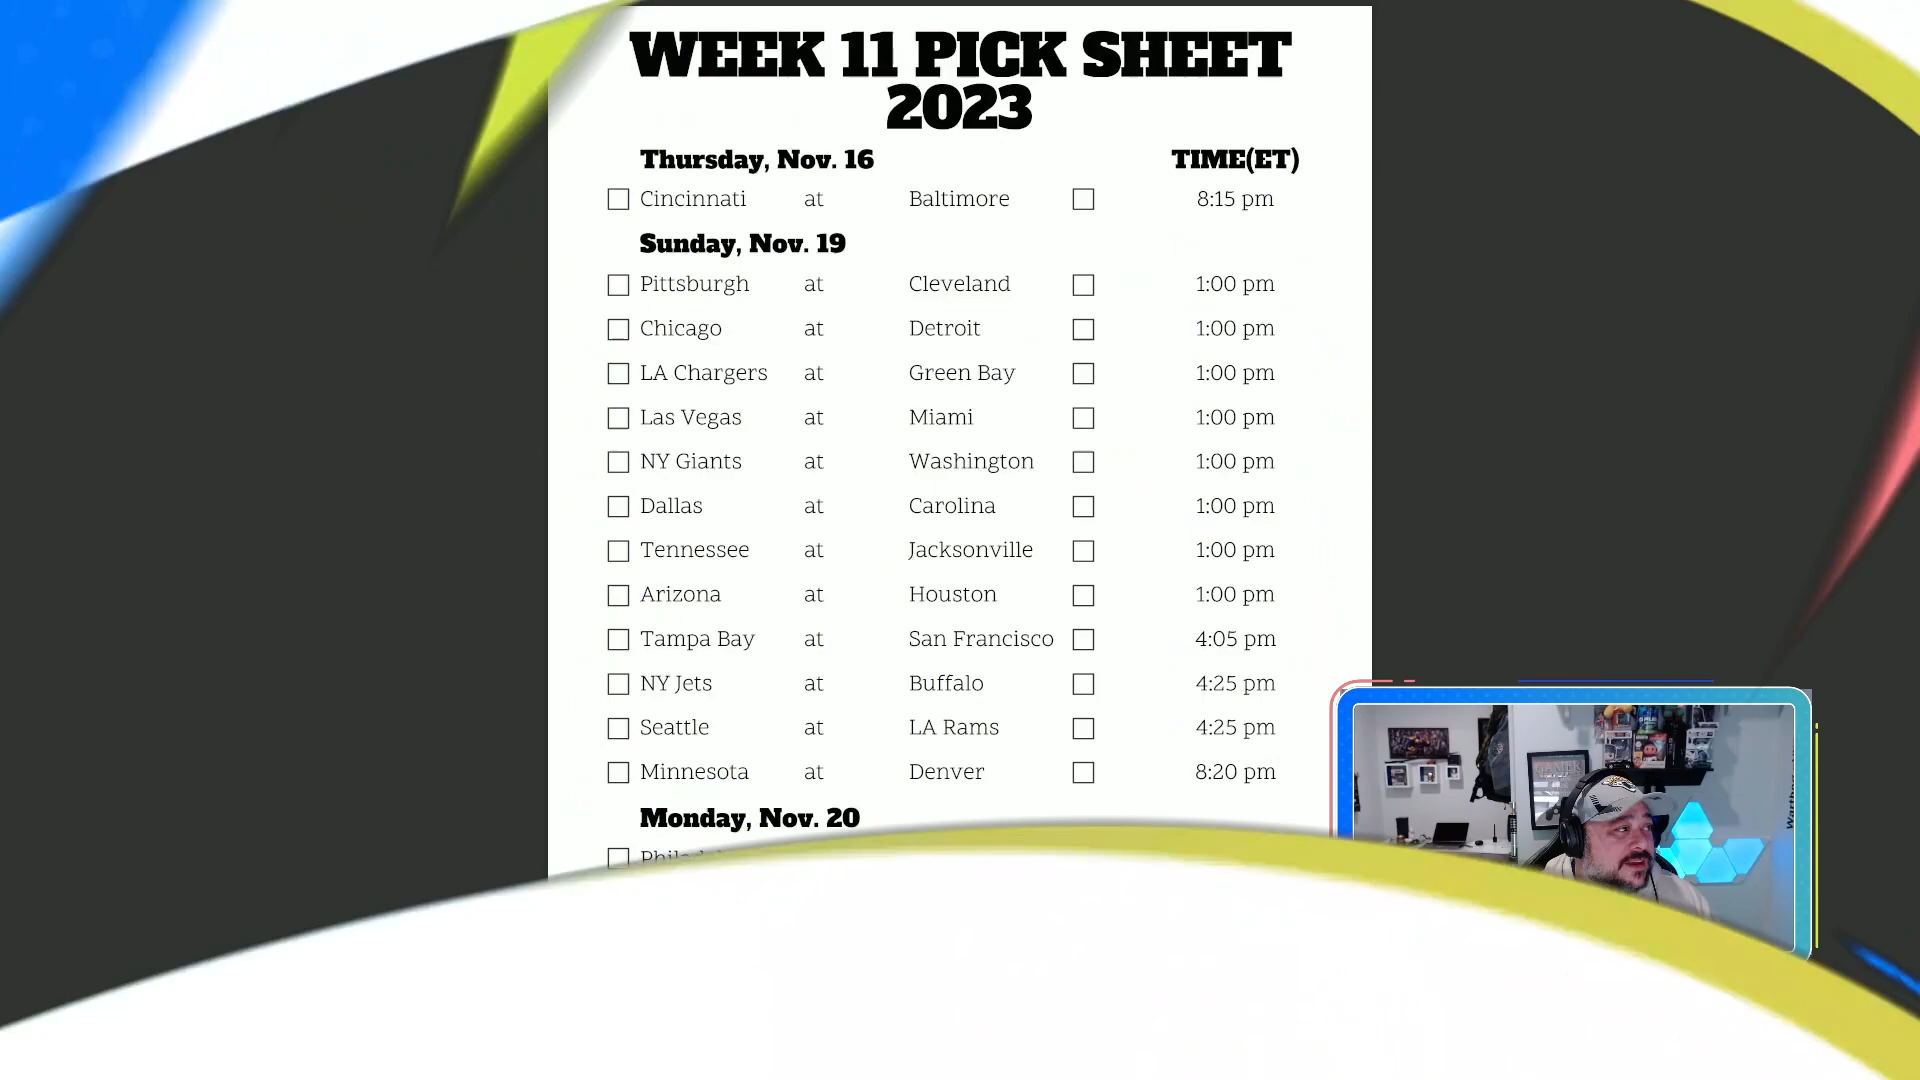 WEEK 11 PICK SHEET
2023
Thursday, Nov. 16 TIME(ET)
Cincinnati at Baltimore 8:15 pm
Sunday, Nov. 19
Pittsburgh at Cleveland 1:00 pm
Chicago at Detroit 1:00 pm
LA Chargers at Green Bay 1:00 pm
Las Vegas at Miami 1:00 pm
NY Giants at Washington 1:00 pm
Dallas at Carolina 1:00 pm
Tennessee at Jacksonville 1:00 pm
Arizona at Houston 1:00 pm
Tampa Bay at San Francisco 4:05 pm
NY Jets at Buffalo 4:25 pm
Seattle at LA Rams 4:25 pm
Minnesota at Denver 8:20 pm
Monday, Nov. 20